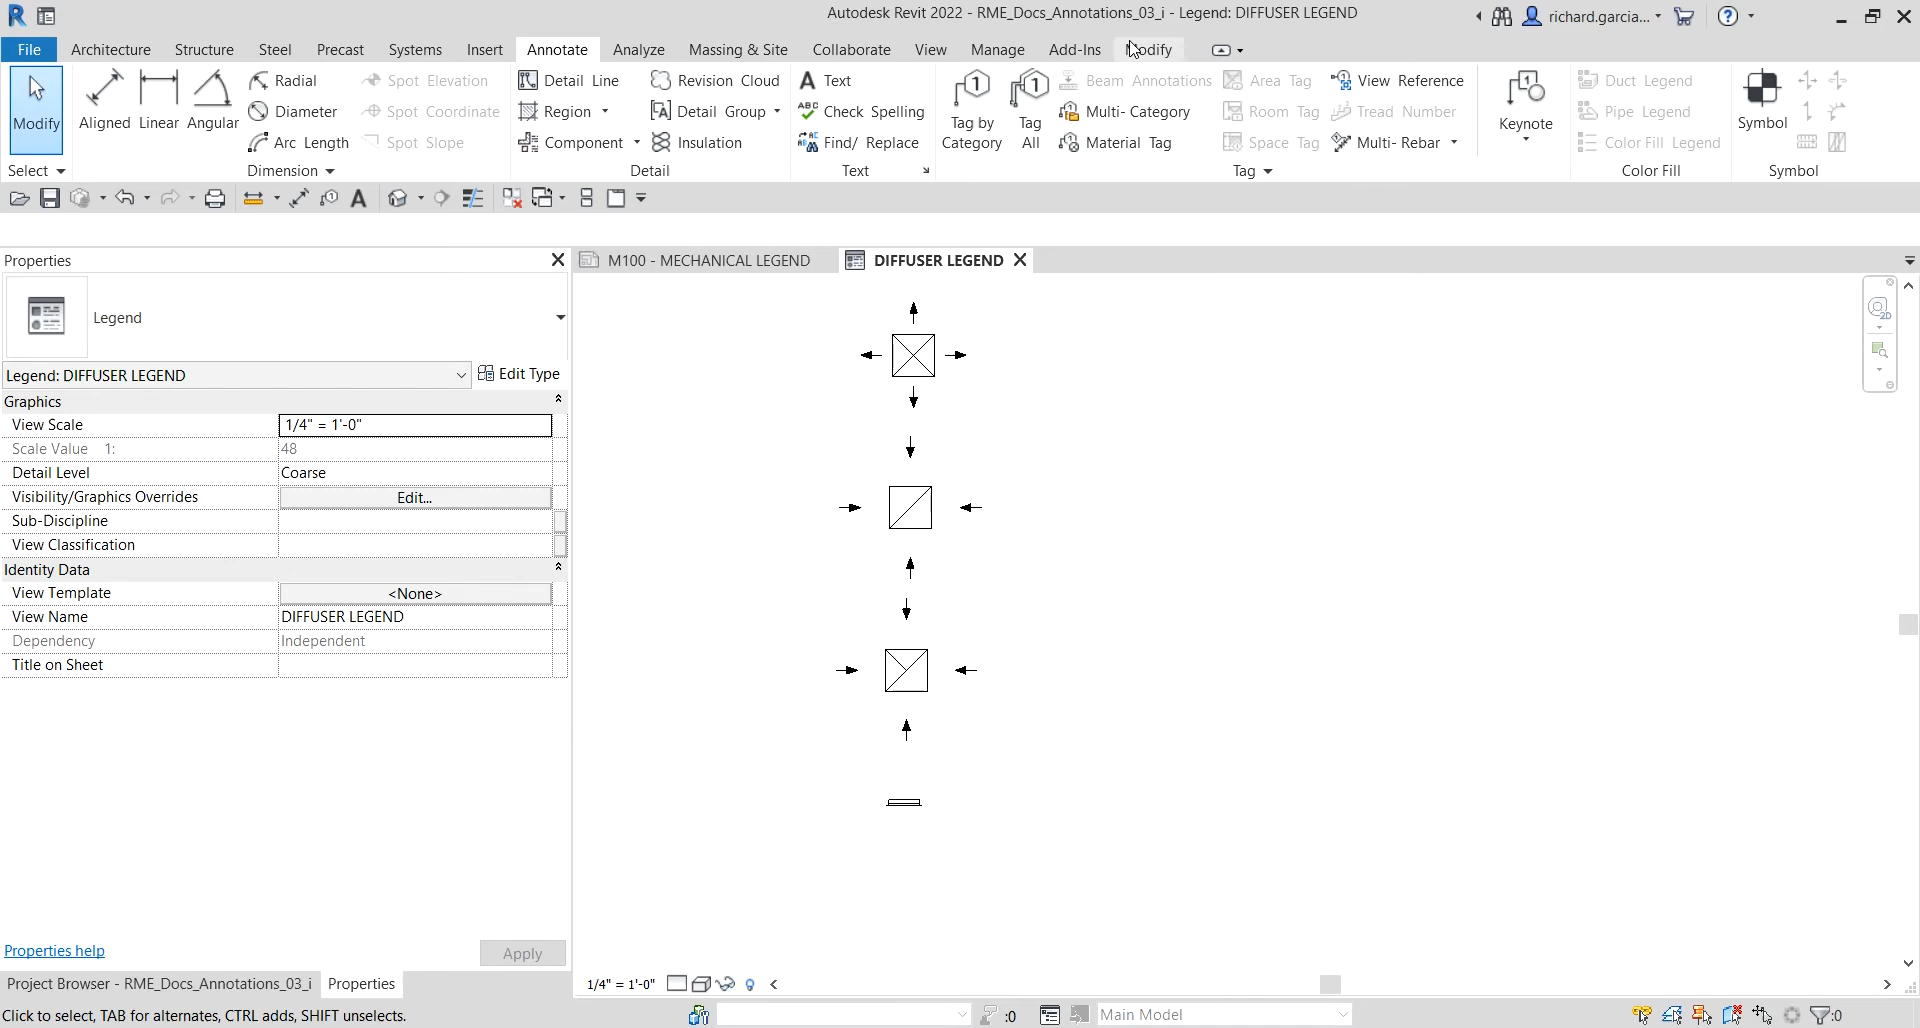 Autodesk Revit 2022 - RME_Docs_Annotations_03_i - Legend: DIFFUSER LEGEND
richard.garcia...
File Architecture Structure Steel Precast Systems Insert Annotate Analyze Massing & Site Collaborate View Manage Add-Ins Modify
Modify
Aligned Linear Angular
Radial
Diameter
Arc Length
Spot Elevation
Spot Coordinate
Spot Slope
Detail Line
Region
Component
Revision Cloud
Detail Group
Insulation
Text
Check Spelling
Find/ Replace
Tag by Category
Tag All
Beam Annotations
Multi- Category
Material Tag
Area Tag
Room Tag
Space Tag
View Reference
Tread Number
Multi- Rebar
Keynote
Duct Legend
Pipe Legend
Color Fill Legend
Symbol
Select Dimension Detail Text Tag Color Fill Symbol
Properties
M100 - MECHANICAL LEGEND DIFFUSER LEGEND
2D
Legend
Legend: DIFFUSER LEGEND Edit Type
Graphics
View Scale 1/4" = 1'-0"
Scale Value 1: 48
Detail Level Coarse
Visibility/Graphics Overrides Edit...
Sub-Discipline
View Classification
Identity Data
View Template <None>
View Name DIFFUSER LEGEND
Dependency Independent
Title on Sheet
Properties help Apply
Project Browser - RME_Docs_Annotations_03_i Properties
1/4" = 1'-0"
Click to select, TAB for alternates, CTRL adds, SHIFT unselects.
:0
Main Model
:0